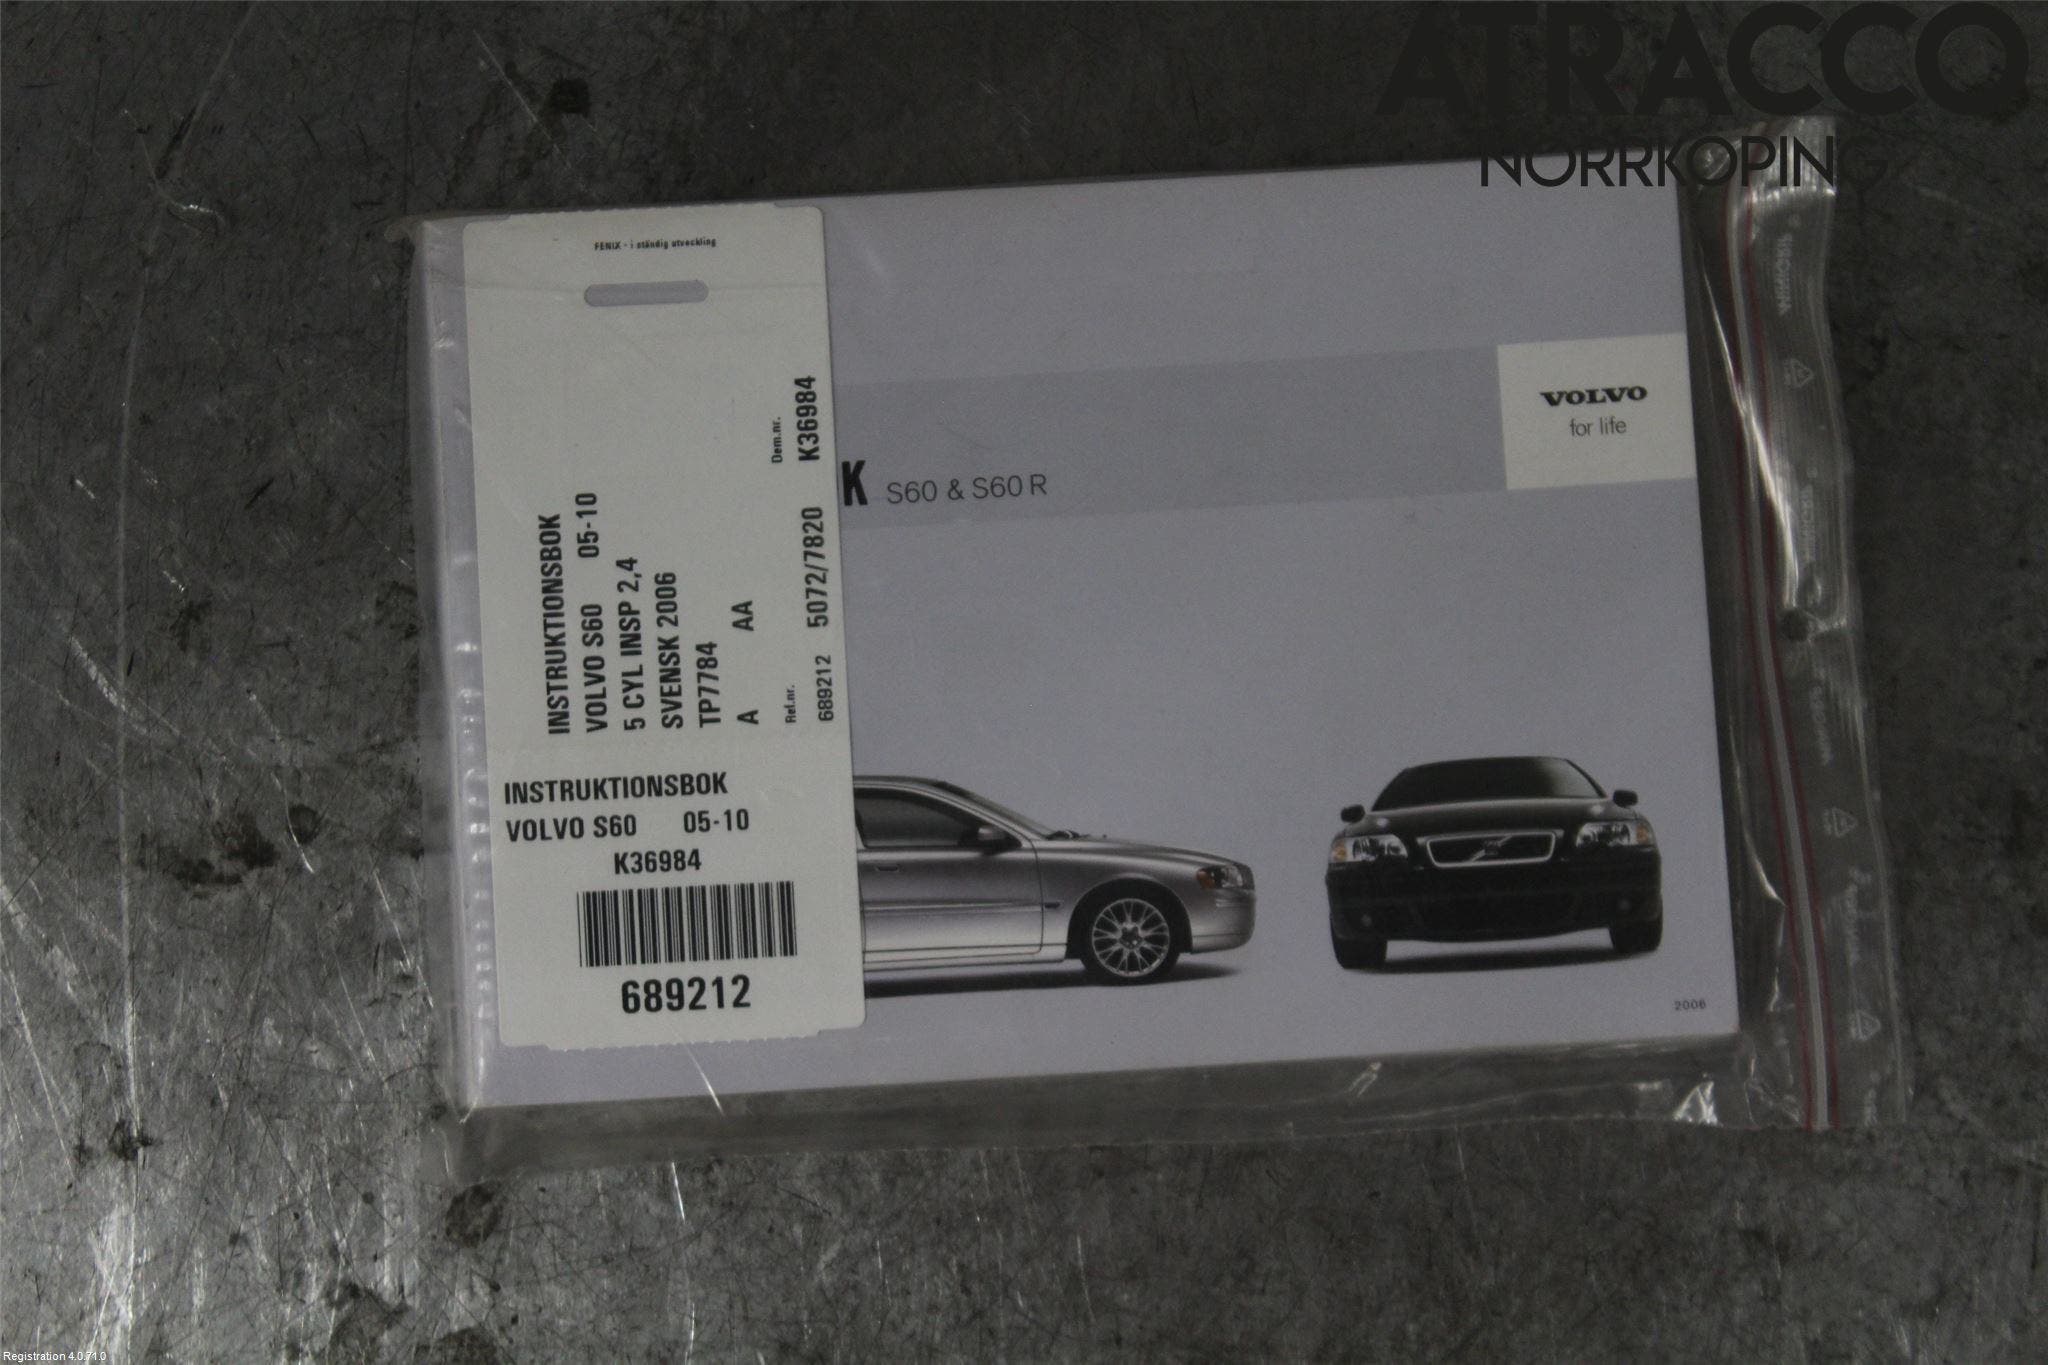 ATRACCO
NORRKÖPING
FENIX - i ständig utveckling
INSTRUKTIONSBOK
VOLVO S60 05-10
5 CYL INSP 2,4
SVENSK 2006
TP7784
A AA
Ref.nr. Dem.nr.
689212 5072/7820 K36984
INSTRUKTIONSBOK
VOLVO S60 05-10
K36984
689212
K S60 & S60 R
VOLVO
for life
2006
Registration 4.0.71.0